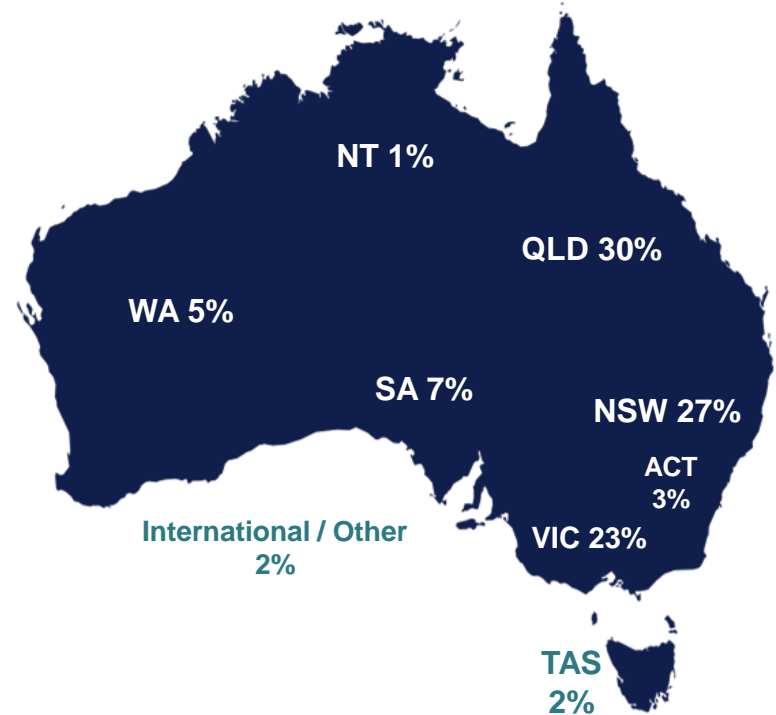 NT 1%
QLD 30%
WA 5%
SA 7%
NSW 27%
ACT
3%
International / Other
2%
VIC 23%
TAS
2%